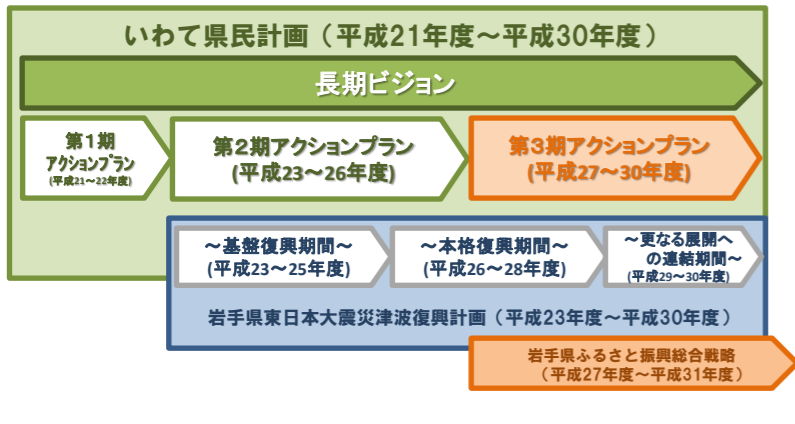 いわて県民計画（平成21年度～平成30年度）
長期ビジョン
第１期
アクションプラン
(平成21～22年度)
第２期アクションプラン
(平成23～26年度)
第３期アクションプラン
(平成27～30年度)
～基盤復興期間～
(平成23～25年度)
～本格復興期間～
(平成26～28年度)
～更なる展開へ
の連結期間～
(平成29～30年度)
岩手県東日本大震災津波復興計画（平成23年度～平成30年度）
岩手県ふるさと振興総合戦略
（平成27年度～平成31年度）